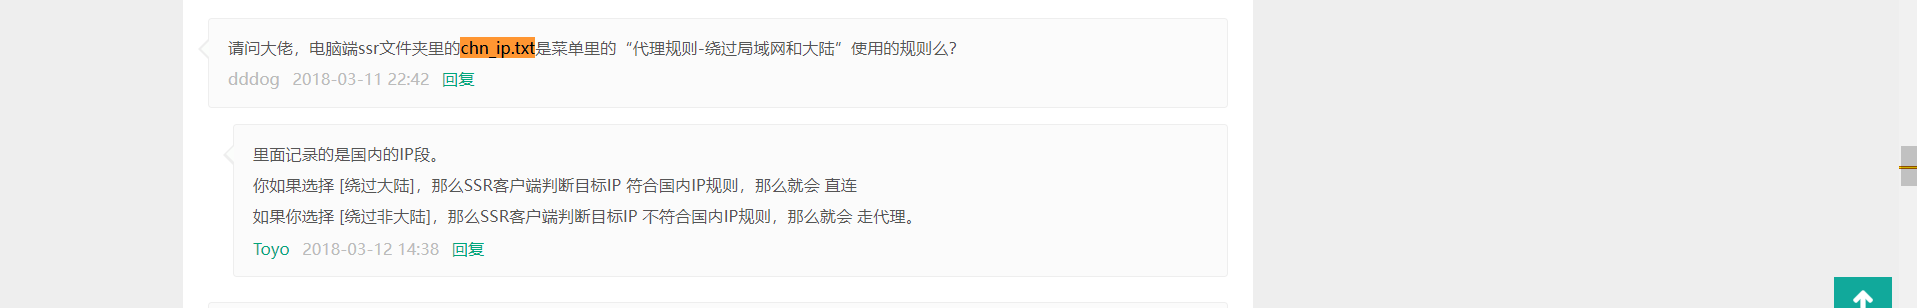 请问大佬，电脑端ssr文件夹里的chn_ip.txt是菜单里的“代理规则-绕过局域网和大陆”使用的规则么？
dddog 2018-03-11 22:42 回复
里面记录的是国内的IP段。
你如果选择 [绕过大陆]，那么SSR客户端判断目标IP 符合国内IP规则，那么就会 直连
如果你选择 [绕过非大陆]，那么SSR客户端判断目标IP 不符合国内IP规则，那么就会 走代理。
Toyo 2018-03-12 14:38 回复